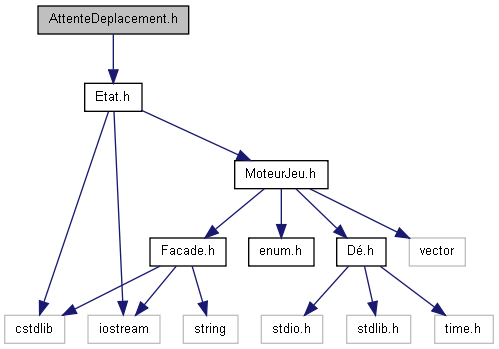 AttenteDeplacement.h
Etat.h
MoteurJeu.h
Facade.h
enum.h
Dé.h
vector
cstdlib
iostream
string
stdio.h
stdlib.h
time.h